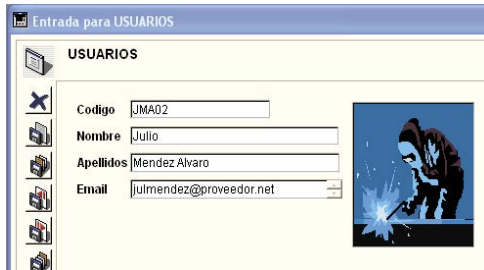 Entrada para USUARIOS
USUARIOS
Codigo JMA02
Nombre Julio
Apellidos Mendez Alvaro
Email julmendez@proveedor.net